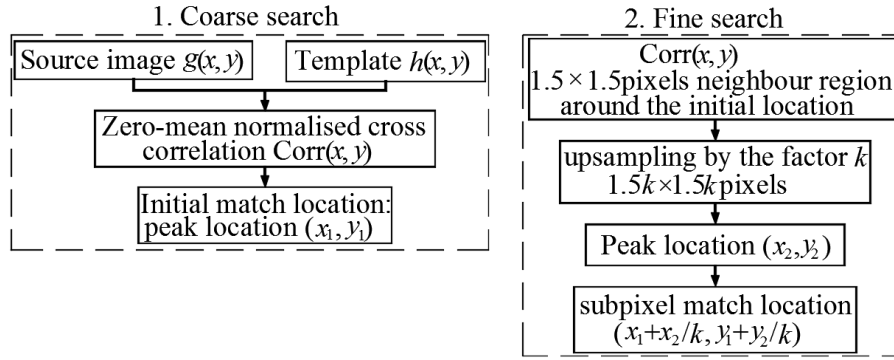 1. Coarse search
Source image g(x,y)
Template h(x,y)
Zero-mean normalised cross
correlation Corr(x,y)
Initial match location:
peak location (x₁,y₁)
2. Fine search
Corr(x,y)
1.5×1.5pixels neighbour region
around the initial location
upsampling by the factor k
1.5k×1.5k pixels
Peak location (x₂,y₂)
subpixel match location
(x₁+x₂/k, y₁+y₂/k)